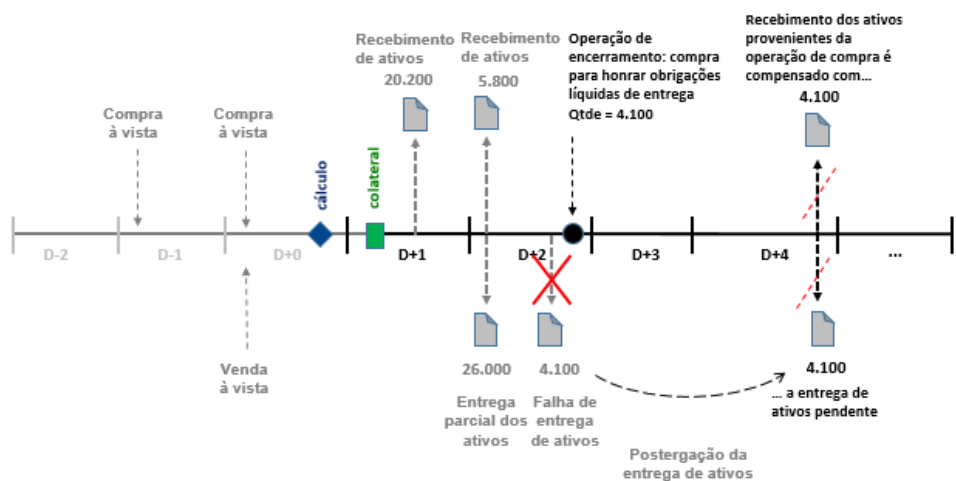 Recebimento
de ativos
20.200
Recebimento
de ativos
5.800
Operação de
encerramento: compra
para honrar obrigações
líquidas de entrega
Qtde = 4.100
Recebimento dos ativos
provenientes da
operação de compra é
compensado com...
4.100
Compra
à vista
Compra
à vista
cálculo
colateral
D-2
D-1
D+0
D+1
D+2
D+3
D+4
...
Venda
à vista
26.000
Entrega
parcial dos
ativos
4.100
Falha de
entrega
de ativos
4.100
... a entrega de
ativos pendente
Postergação da
entrega de ativos